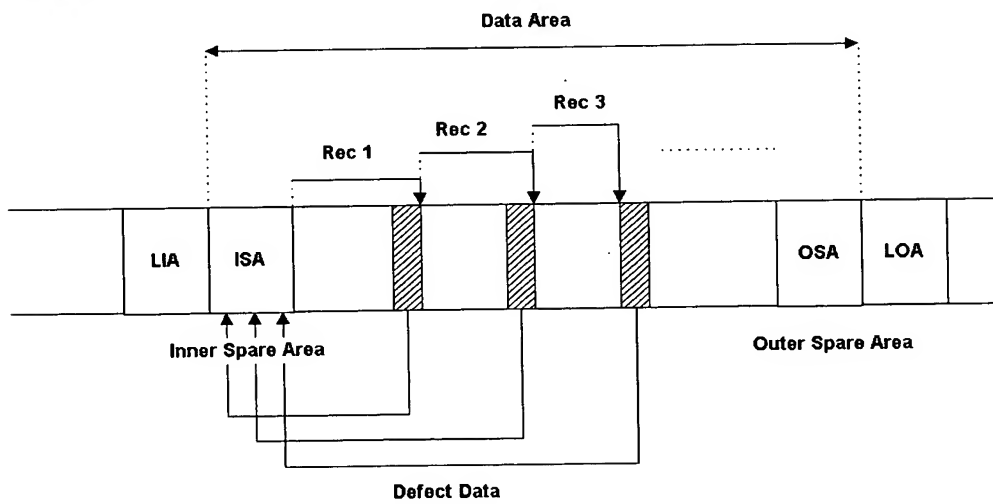 Data Area
Rec 3
Rec 2
Rec 1
LIA
ISA
OSA
LOA
Inner Spare Area
Outer Spare Area
Defect Data